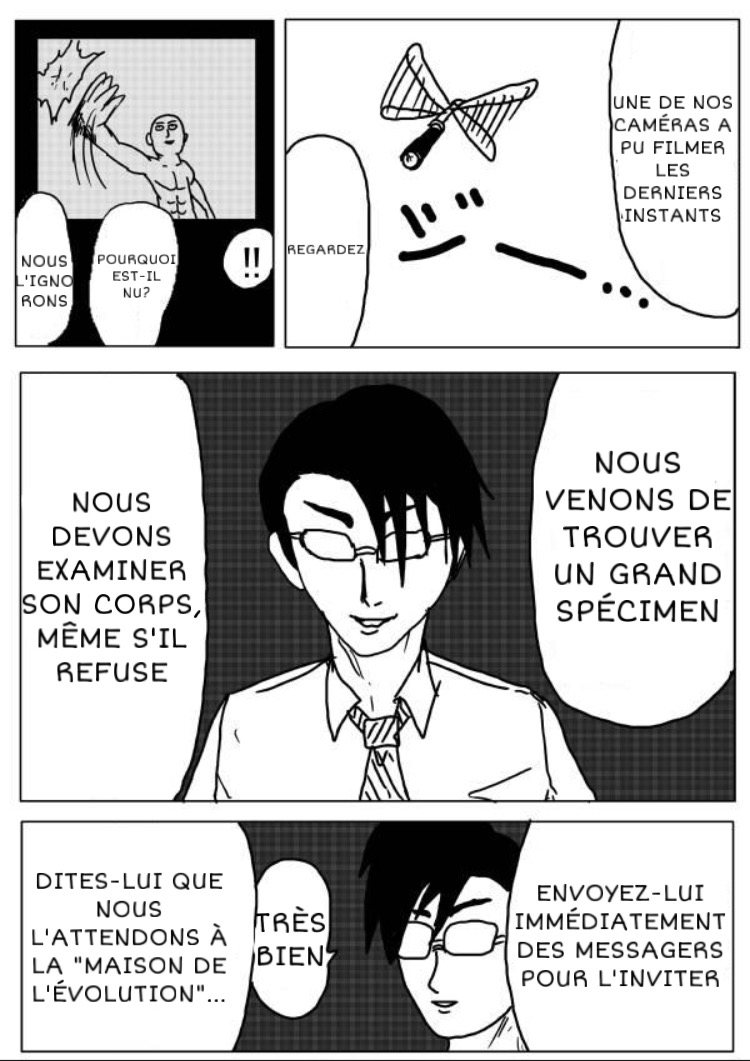 UNE DE NOS
CAMÉRAS A
PU FILMER
LES
DERNIERS
INSTANTS
REGARDEZ
!!
POURQUOI
EST-IL
NU?
NOUS
L'IGNO
RONS
NOUS
VENONS DE
TROUVER
UN GRAND
SPÉCIMEN
NOUS
DEVONS
EXAMINER
SON CORPS,
MÊME S'IL
REFUSE
ENVOYEZ-LUI
IMMÉDIATEMENT
DES MESSAGERS
POUR L'INVITER
TRÈS
BIEN
DITES-LUI QUE
NOUS
L'ATTENDONS À
LA "MAISON DE
L'ÉVOLUTION"...